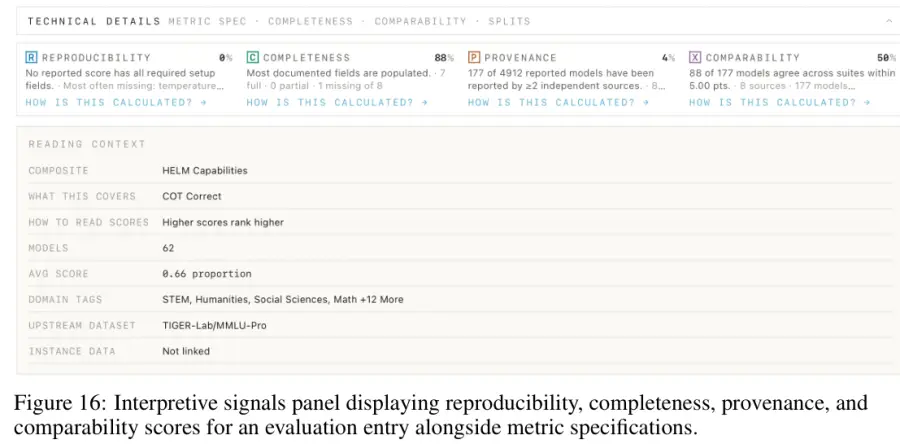 TECHNICAL DETAILS METRIC SPEC · COMPLETENESS · COMPARABILITY · SPLITS
R REPRODUCIBILITY 0%
No reported score has all required setup
fields. · Most often missing: temperature...
HOW IS THIS CALCULATED? →
C COMPLETENESS 88%
Most documented fields are populated. · 7
full · 0 partial · 1 missing of 8
HOW IS THIS CALCULATED? →
P PROVENANCE 4%
177 of 4912 reported models have been
reported by ≥2 independent sources. · 8...
HOW IS THIS CALCULATED? →
X COMPARABILITY 50%
88 of 177 models agree across suites within
5.00 pts. · 8 sources · 177 models...
HOW IS THIS CALCULATED? →
READING CONTEXT
COMPOSITE HELM Capabilities
WHAT THIS COVERS COT Correct
HOW TO READ SCORES Higher scores rank higher
MODELS 62
AVG SCORE 0.66 proportion
DOMAIN TAGS STEM, Humanities, Social Sciences, Math +12 More
UPSTREAM DATASET TIGER-Lab/MMLU-Pro
INSTANCE DATA Not linked
Figure 16: Interpretive signals panel displaying reproducibility, completeness, provenance, and
comparability scores for an evaluation entry alongside metric specifications.